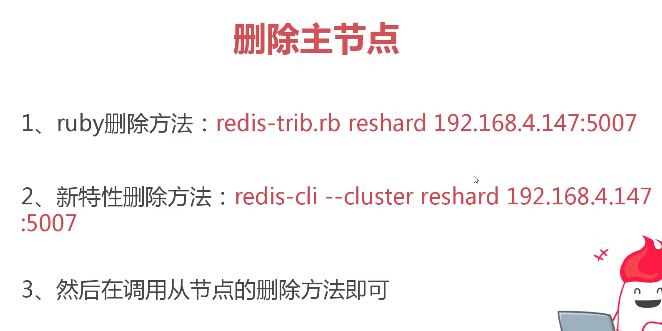 删除主节点
1、ruby删除方法：redis-trib.rb reshard 192.168.4.147:5007
2、新特性删除方法：redis-cli --cluster reshard 192.168.4.147
:5007
3、然后在调用从节点的删除方法即可